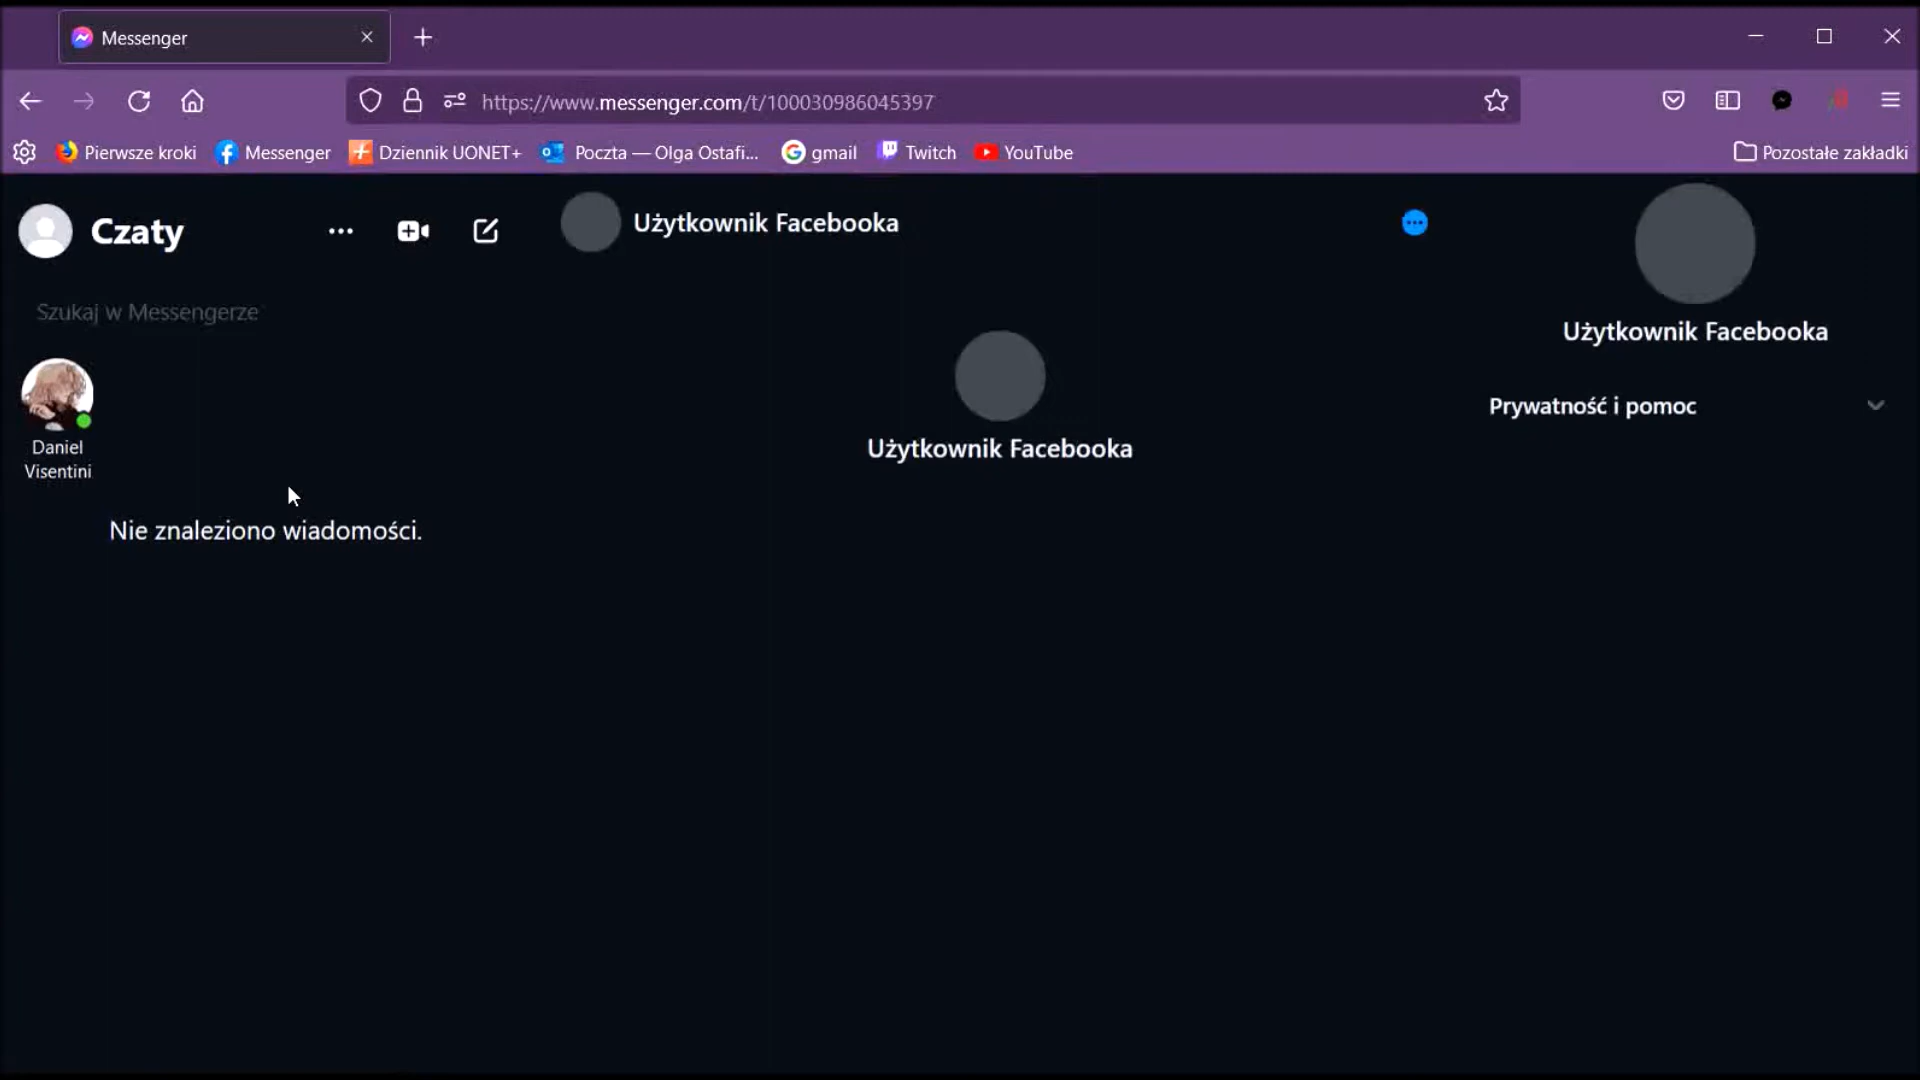 Messenger
https://www.messenger.com/t/100030986045397
Pierwsze kroki
Messenger
Dziennik UONET+
Poczta — Olga Ostafi...
gmail
Twitch
YouTube
Pozostałe zakładki
Czaty
Użytkownik Facebooka
Szukaj w Messengerze
Daniel
Visentini
Nie znaleziono wiadomości.
Użytkownik Facebooka
Użytkownik Facebooka
Prywatność i pomoc